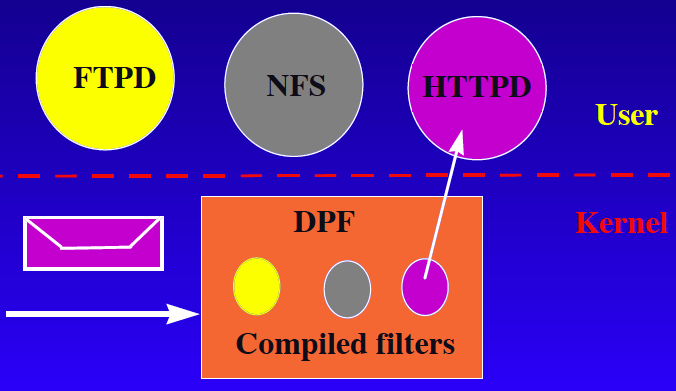 FTPD
NFS
HTTPD
User
Kernel
DPF
Compiled filters